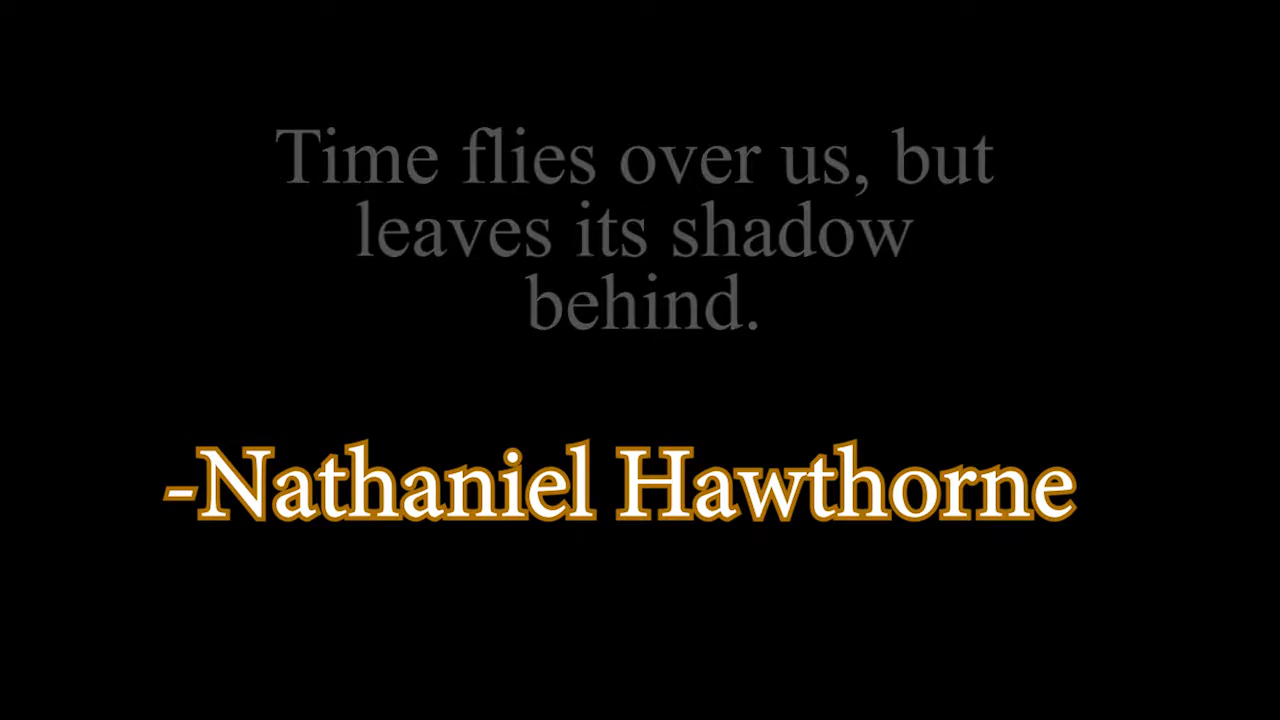 Time flies over us, but
leaves its shadow
behind.
-Nathaniel Hawthorne